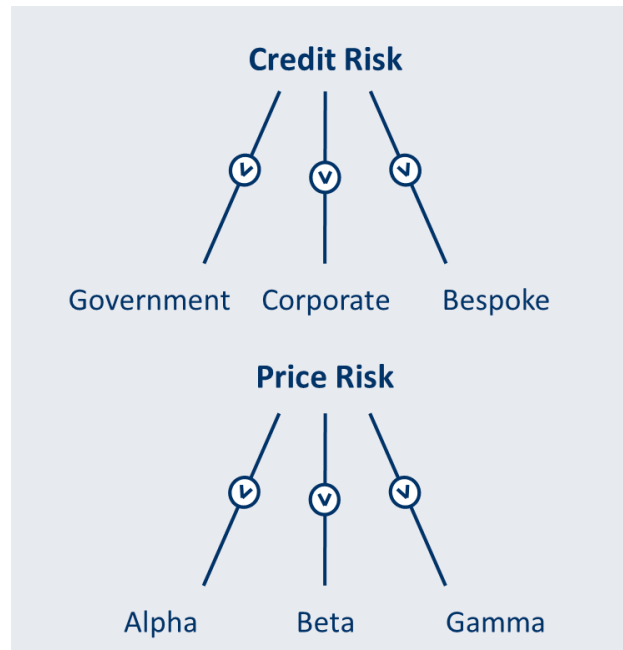 Credit Risk
Government Corporate Bespoke
Price Risk
Alpha Beta Gamma